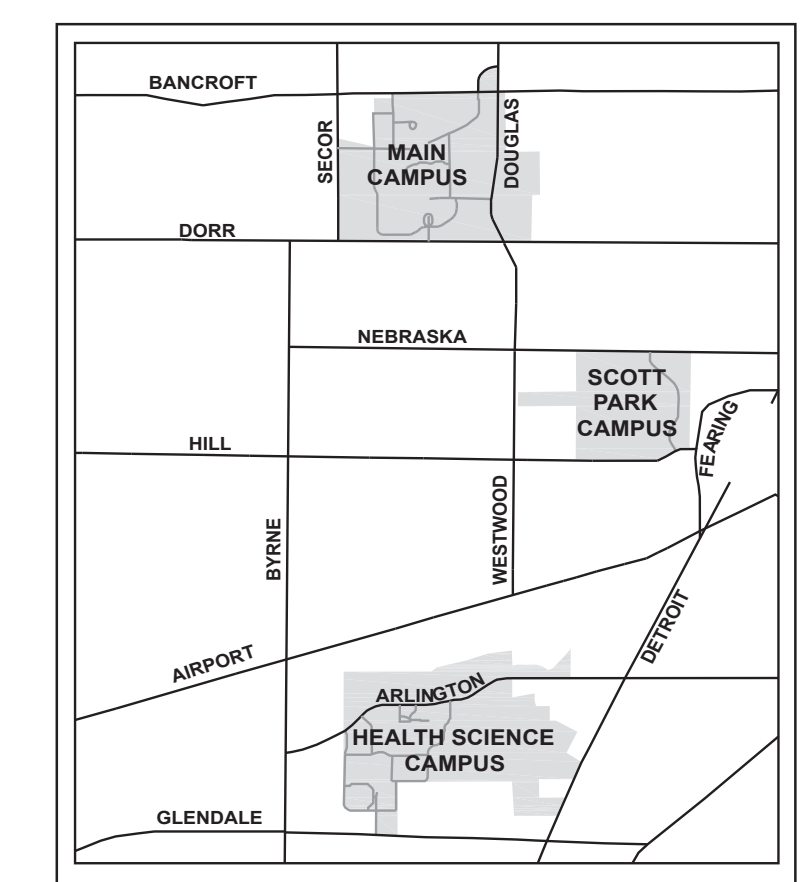 BANCROFT
SECOR
DOUGLAS
MAIN
CAMPUS
DORR
NEBRASKA
SCOTT
PARK
CAMPUS
FEARING
HILL
BYRNE
WESTWOOD
DETROIT
AIRPORT
ARLINGTON
HEALTH SCIENCE
CAMPUS
GLENDALE